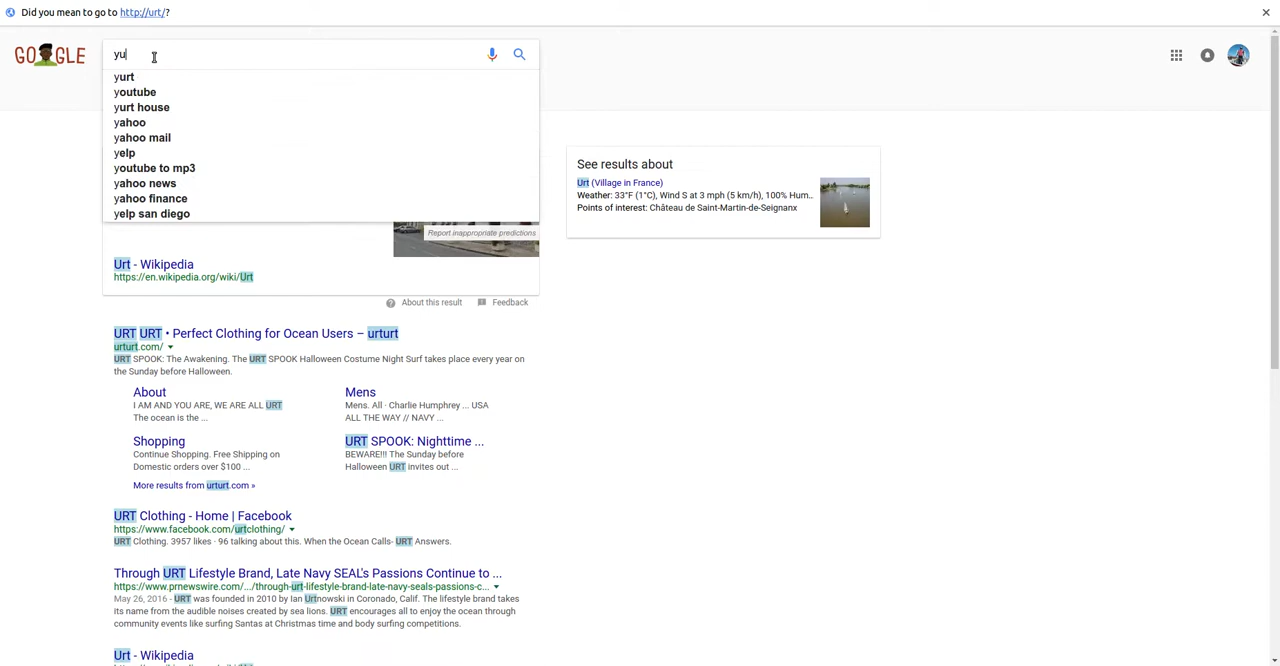 Did you mean to go to http://urt/?
GOOGLE
yu
yurt
youtube
yurt house
yahoo
yahoo mail
yelp
youtube to mp3
yahoo news
yahoo finance
yelp san diego
Report inappropriate predictions
Urt - Wikipedia
https://en.wikipedia.org/wiki/Urt
About this result
Feedback
See results about
Urt (Village in France)
Weather: 33°F (1°C), Wind S at 3 mph (5 km/h), 100% Hum...
Points of interest: Château de Saint-Martin-de-Seignanx
URT URT • Perfect Clothing for Ocean Users – urturt
urturt.com/
URT SPOOK: The Awakening. The URT SPOOK Halloween Costume Night Surf takes place every year on
the Sunday before Halloween.
About
I AM AND YOU ARE, WE ARE ALL URT
The ocean is the ...
Mens
Mens. All · Charlie Humphrey ... USA
ALL THE WAY // NAVY ...
Shopping
Continue Shopping. Free Shipping on
Domestic orders over $100 ...
URT SPOOK: Nighttime ...
BEWARE!!! The Sunday before
Halloween URT invites out ...
More results from urturt.com »
URT Clothing - Home | Facebook
https://www.facebook.com/urtclothing/
URT Clothing. 3957 likes · 96 talking about this. When the Ocean Calls- URT Answers.
Through URT Lifestyle Brand, Late Navy SEAL's Passions Continue to ...
https://www.prnewswire.com/.../through-urt-lifestyle-brand-late-navy-seals-passions-c...
May 26, 2016 - URT was founded in 2010 by Ian Urtnowski in Coronado, Calif. The lifestyle brand takes
its name from the audible noises created by sea lions. URT encourages all to enjoy the ocean through
community events like surfing Santas at Christmas time and body surfing competitions.
Urt - Wikipedia